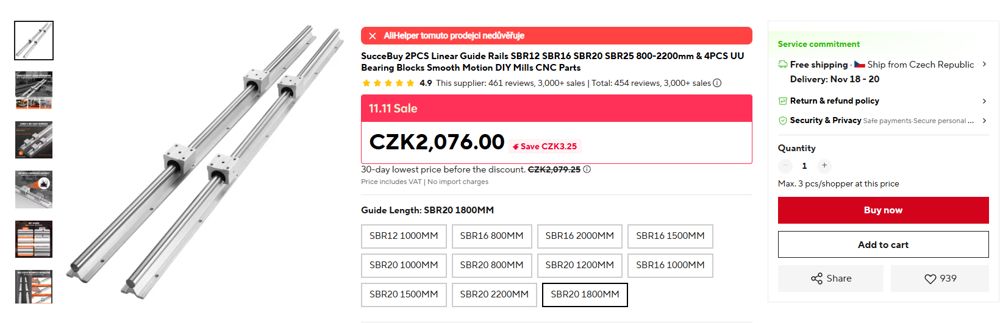 AliHelper tomuto prodejci nedůvěřuje
SucceBuy 2PCS Linear Guide Rails SBR12 SBR16 SBR20 SBR25 800-2200mm & 4PCS UU
Bearing Blocks Smooth Motion DIY Mills CNC Parts
4.9 This supplier: 461 reviews, 3,000+ sales | Total: 454 reviews, 3,000+ sales
11.11 Sale
CZK2,076.00 Save CZK3.25
30-day lowest price before the discount. CZK2,079.25
Price includes VAT | No import charges
Guide Length: SBR20 1800MM
SBR12 1000MM SBR16 800MM SBR16 2000MM SBR16 1500MM
SBR20 1000MM SBR20 800MM SBR20 1200MM SBR16 1000MM
SBR20 1500MM SBR20 2200MM SBR20 1800MM
Service commitment
Free shipping · Ship from Czech Republic
Delivery: Nov 18 - 20
Return & refund policy
Security & Privacy Safe payments·Secure personal ...
Quantity
− 1 +
Max. 3 pcs/shopper at this price
Buy now
Add to cart
Share 939